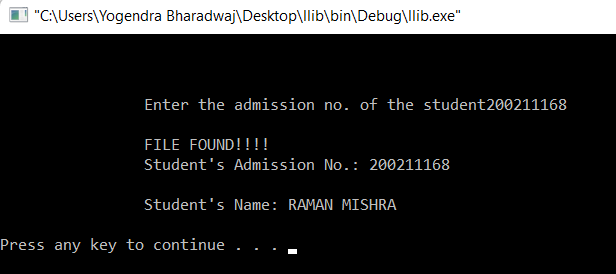 "C:\Users\Yogendra Bharadwaj\Desktop\llib\bin\Debug\llib.exe"
Enter the admission no. of the student200211168
FILE FOUND!!!!
Student's Admission No.: 200211168
Student's Name: RAMAN MISHRA
Press any key to continue . . .